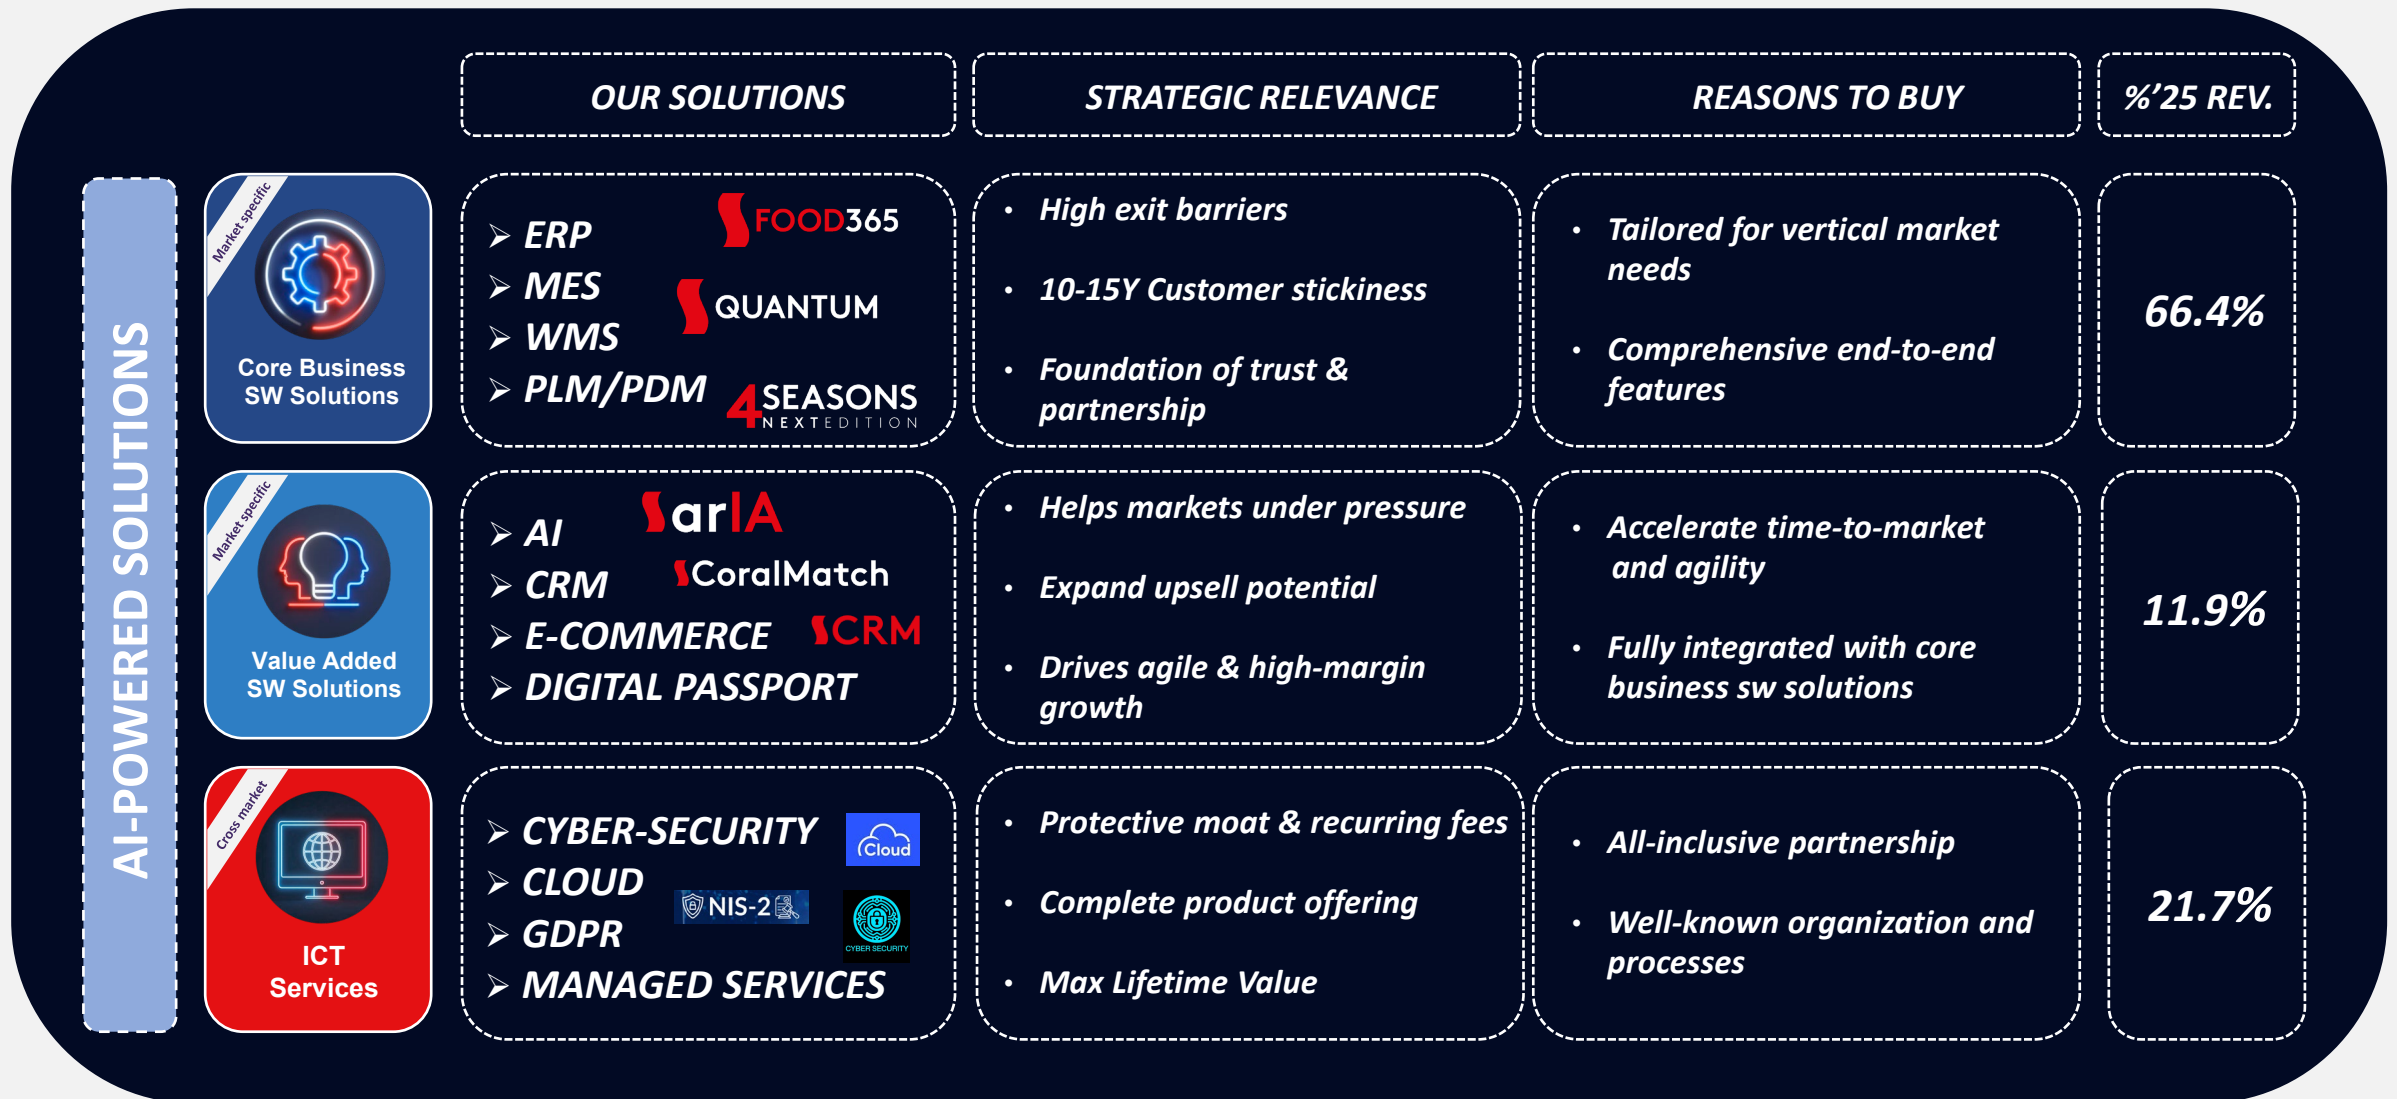 OUR SOLUTIONS
STRATEGIC RELEVANCE
REASONS TO BUY
%’25 REV.
AI-POWERED SOLUTIONS
Market specific
Core Business
SW Solutions
➢ ERP
➢ MES
➢ WMS
➢ PLM/PDM
FOOD365
QUANTUM
4SEASONS
NEXTEDITION
• High exit barriers
• 10-15Y Customer stickiness
• Foundation of trust &
partnership
• Tailored for vertical market
needs
• Comprehensive end-to-end
features
66.4%
Market specific
Value Added
SW Solutions
➢ AI
➢ CRM
➢ E-COMMERCE
➢ DIGITAL PASSPORT
SarIA
CoralMatch
CRM
• Helps markets under pressure
• Expand upsell potential
• Drives agile & high-margin
growth
• Accelerate time-to-market
and agility
• Fully integrated with core
business sw solutions
11.9%
Cross market
ICT
Services
➢ CYBER-SECURITY
➢ CLOUD
➢ GDPR
➢ MANAGED SERVICES
Cloud
NIS-2
CYBER SECURITY
• Protective moat & recurring fees
• Complete product offering
• Max Lifetime Value
• All-inclusive partnership
• Well-known organization and
processes
21.7%